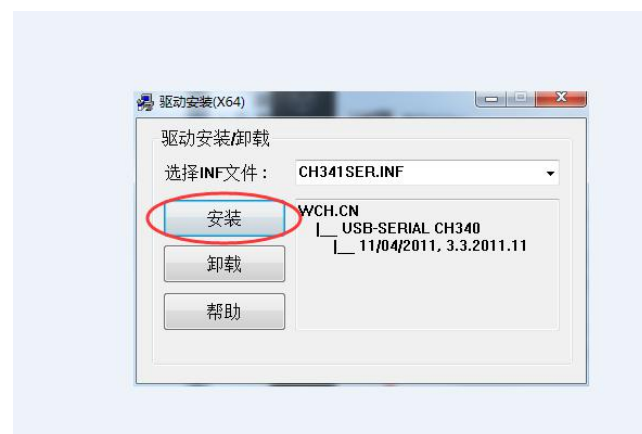 驱动安装(X64)
驱动安装/卸载
选择INF文件： CH341SER.INF
安装
卸载
帮助
WCH.CN
|__ USB-SERIAL CH340
|__ 11/04/2011, 3.3.2011.11